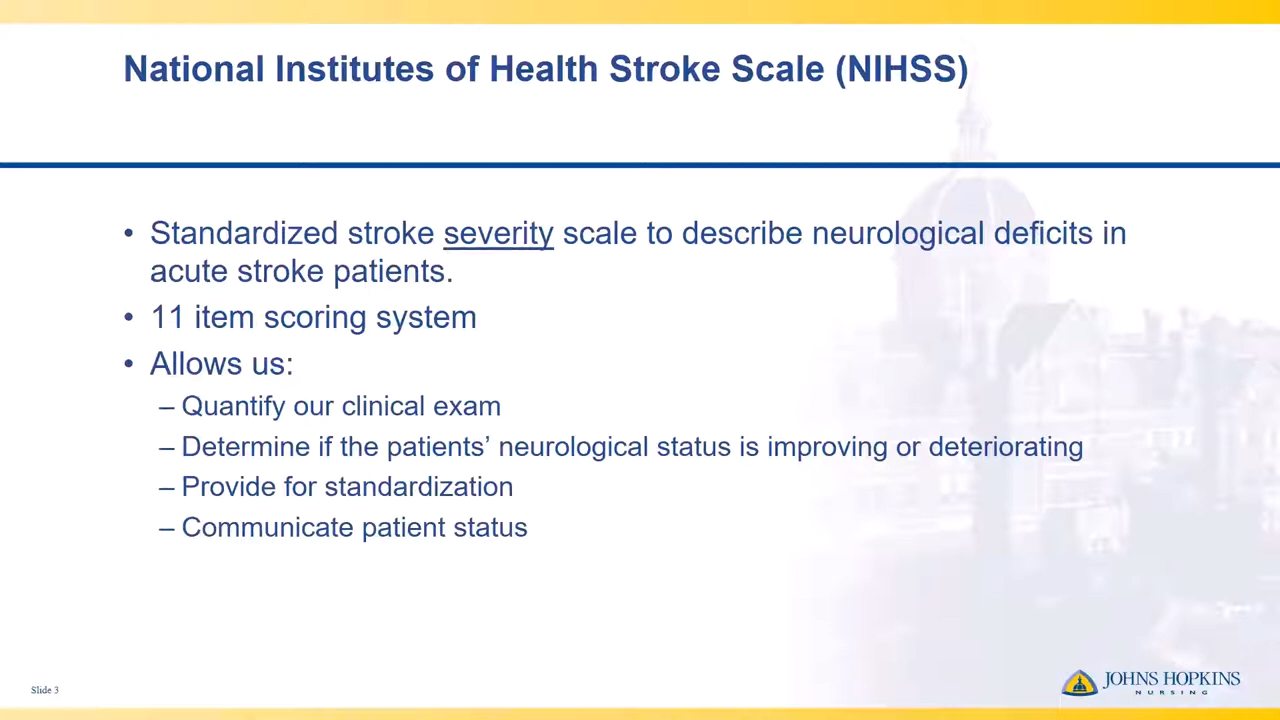 National Institutes of Health Stroke Scale (NIHSS)
• Standardized stroke severity scale to describe neurological deficits in
acute stroke patients.
• 11 item scoring system
• Allows us:
– Quantify our clinical exam
– Determine if the patients’ neurological status is improving or deteriorating
– Provide for standardization
– Communicate patient status
Slide 3
JOHNS HOPKINS
NURSING